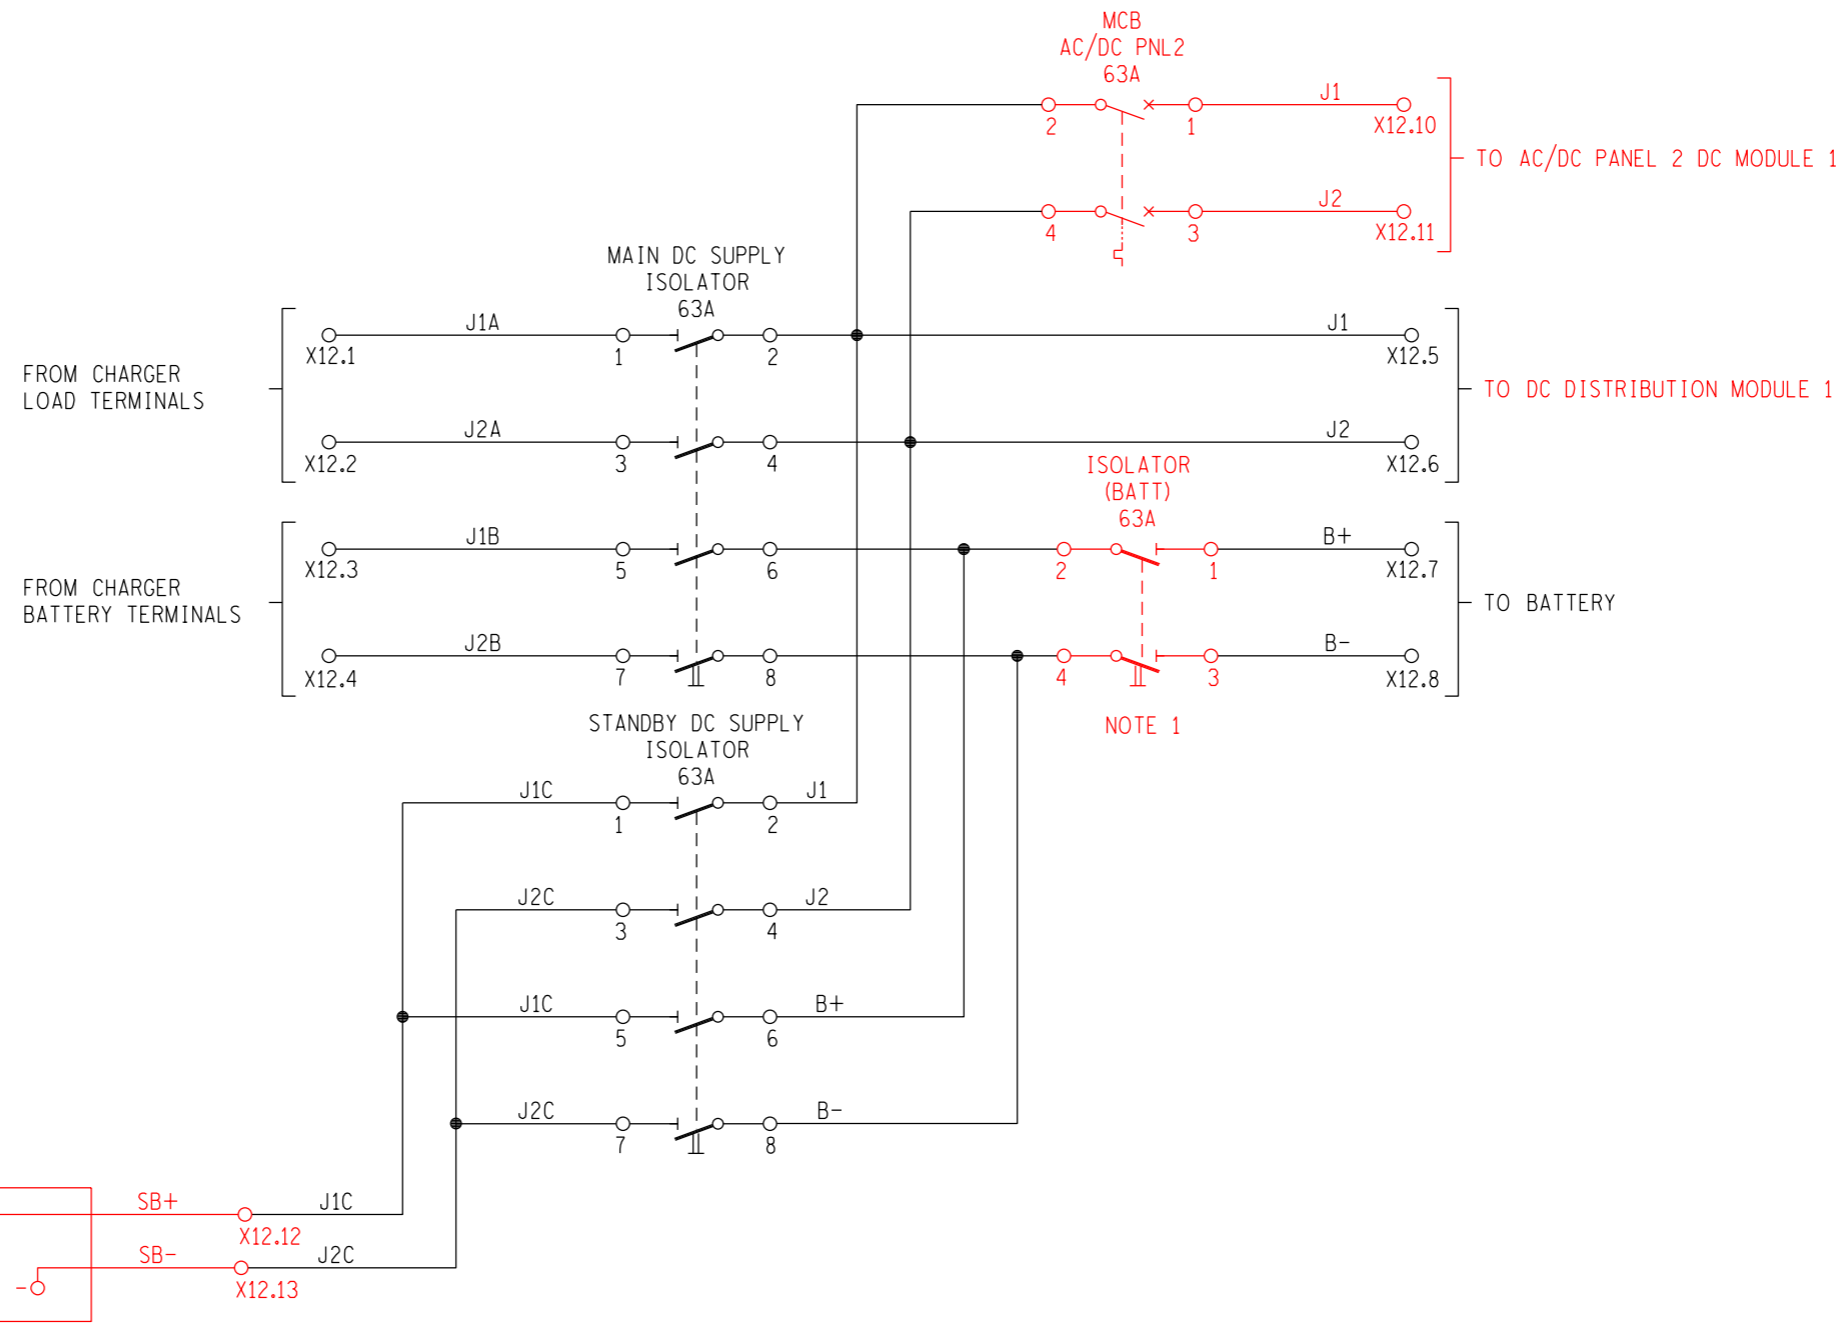 MCB
AC/DC PNL2
63A
J1
2
1
X12.10
TO AC/DC PANEL 2 DC MODULE 1
J2
4
3
X12.11
MAIN DC SUPPLY
ISOLATOR
63A
FROM CHARGER
LOAD TERMINALS
J1A
X12.1
1
2
J1
X12.5
TO DC DISTRIBUTION MODULE 1
J2A
X12.2
3
4
J2
X12.6
ISOLATOR
(BATT)
63A
FROM CHARGER
BATTERY TERMINALS
J1B
X12.3
5
6
2
1
B+
X12.7
TO BATTERY
J2B
X12.4
7
8
4
3
B-
X12.8
NOTE 1
STANDBY DC SUPPLY
ISOLATOR
63A
J1C
1
2
J1
J2C
3
4
J2
J1C
5
6
B+
J2C
7
8
B-
SB+
X12.12
J1C
SB-
X12.13
J2C
-